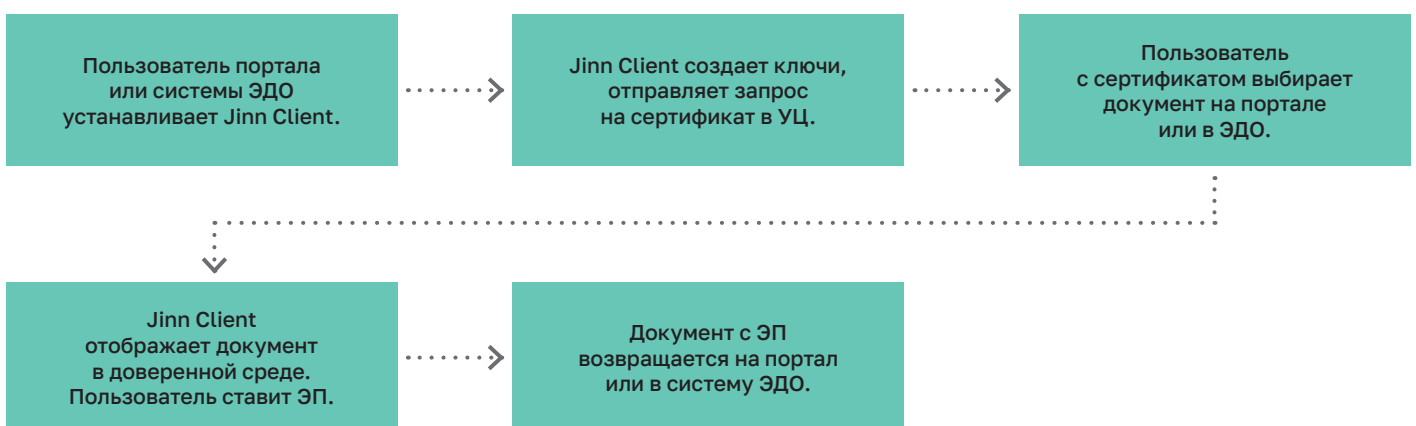 Пользователь портала
или системы ЭДО
устанавливает Jinn Client.
Jinn Client создает ключи,
отправляет запрос
на сертификат в УЦ.
Пользователь
с сертификатом выбирает
документ на портале
или в ЭДО.
Jinn Client
отображает документ
в доверенной среде.
Пользователь ставит ЭП.
Документ с ЭП
возвращается на портал
или в систему ЭДО.